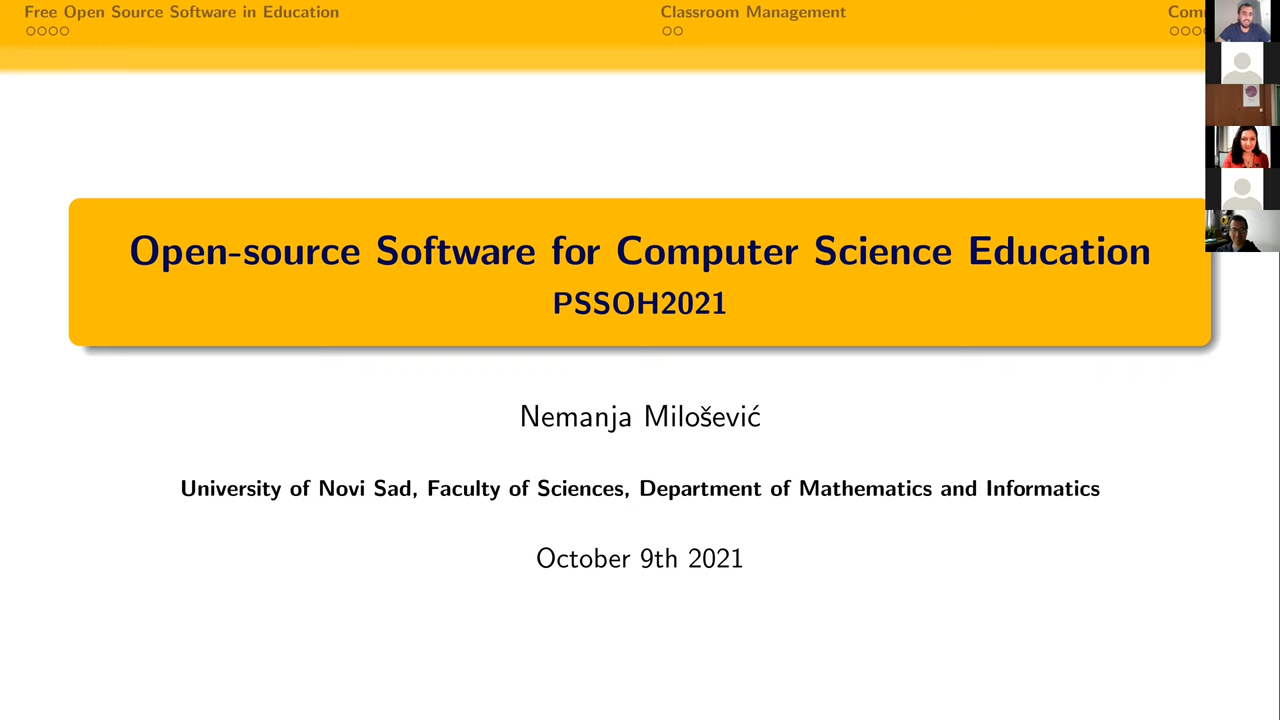 Free Open Source Software in Education
Classroom Management
Open-source Software for Computer Science Education
PSSOH2021
Nemanja Milošević
University of Novi Sad, Faculty of Sciences, Department of Mathematics and Informatics
October 9th 2021